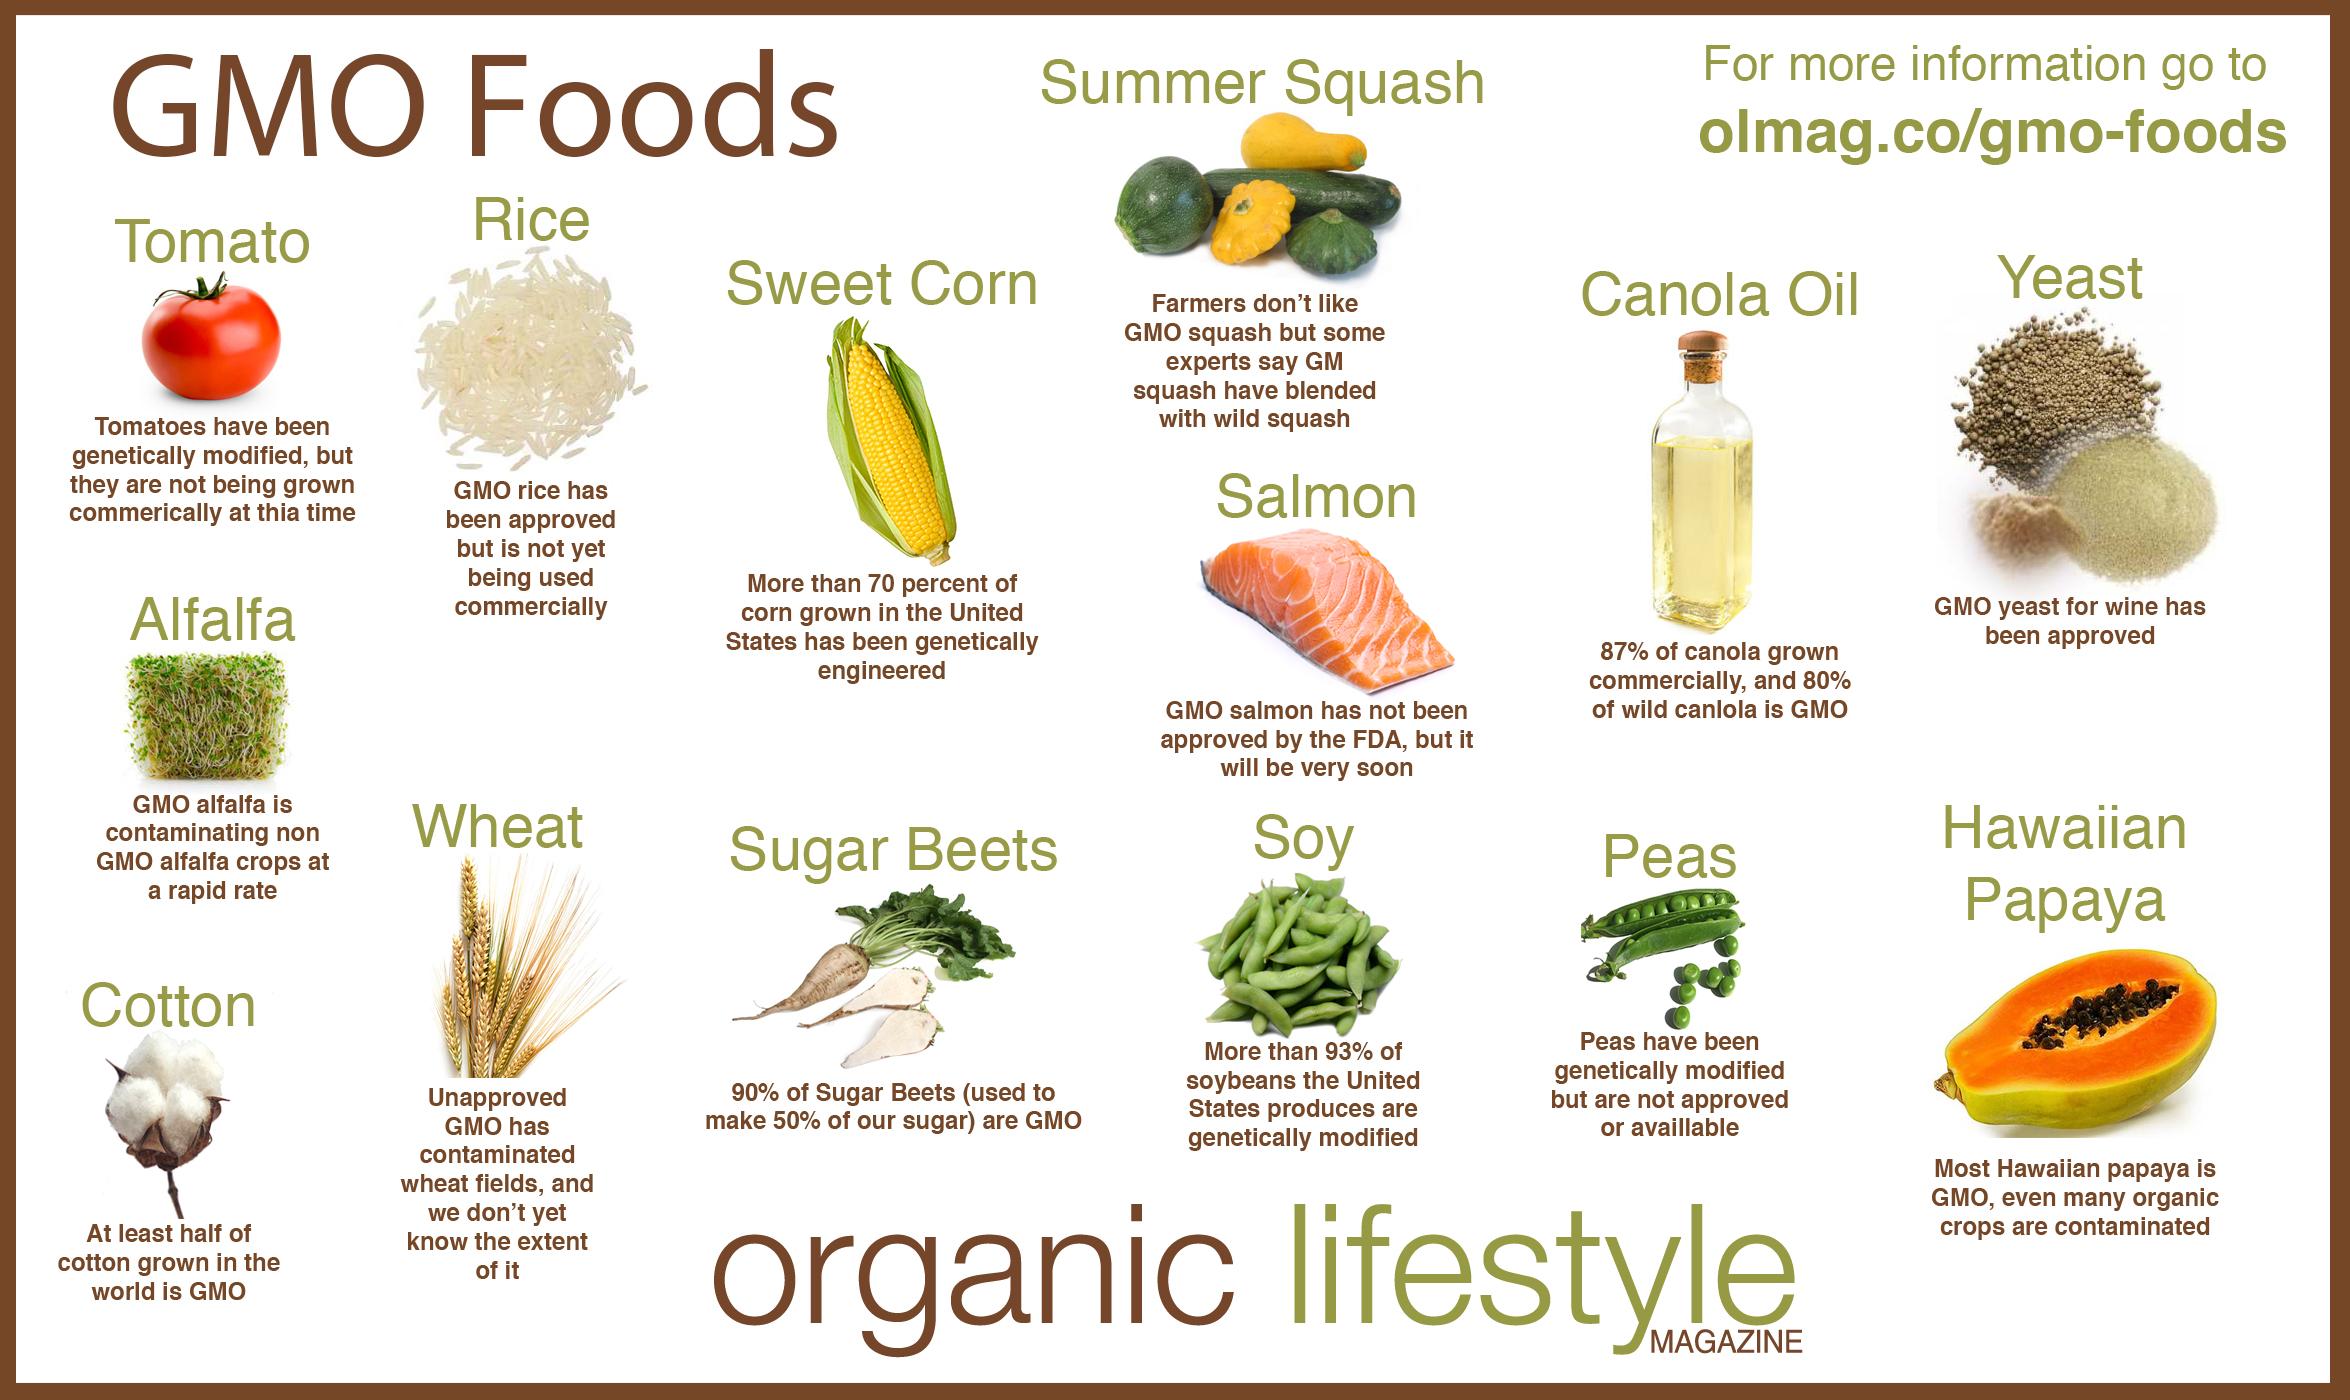 GMO Foods
For more information go to
olmag.co/gmo-foods
Tomato
Tomatoes have been
genetically modified, but
they are not being grown
commerically at thia time
Rice
GMO rice has
been approved
but is not yet
being used
commercially
Sweet Corn
More than 70 percent of
corn grown in the United
States has been genetically
engineered
Summer Squash
Farmers don't like
GMO squash but some
experts say GM
squash have blended
with wild squash
Salmon
GMO salmon has not been
approved by the FDA, but it
will be very soon
Canola Oil
87% of canola grown
commercially, and 80%
of wild canlola is GMO
Yeast
GMO yeast for wine has
been approved
Alfalfa
GMO alfalfa is
contaminating non
GMO alfalfa crops at
a rapid rate
Cotton
At least half of
cotton grown in the
world is GMO
Wheat
Unapproved
GMO has
contaminated
wheat fields, and
we don't yet
know the extent
of it
Sugar Beets
90% of Sugar Beets (used to
make 50% of our sugar) are GMO
Soy
More than 93% of
soybeans the United
States produces are
genetically modified
Peas
Peas have been
genetically modified
but are not approved
or availlable
Hawaiian
Papaya
Most Hawaiian papaya is
GMO, even many organic
crops are contaminated
organic lifestyle
MAGAZINE